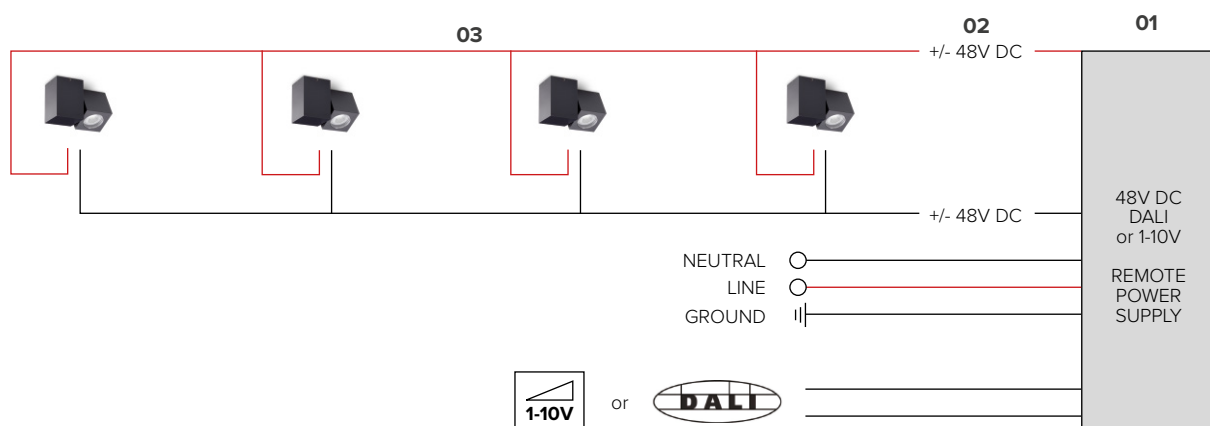 01
02
03
+/- 48V DC
+/- 48V DC
48V DC
DALI
or 1-10V
REMOTE
POWER
SUPPLY
NEUTRAL
LINE
GROUND
1-10V
or
DALI